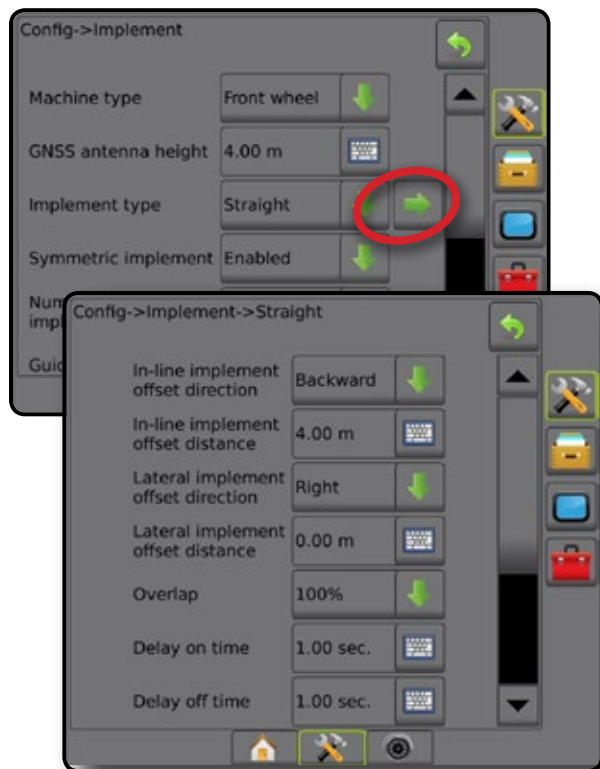 Config->Implement
Machine type Front wheel
GNSS antenna height 4.00 m
Implement type Straight
Symmetric implement Enabled
Num
impl
Guid
Config->Implement->Straight
In-line implement
offset direction Backward
In-line implement
offset distance 4.00 m
Lateral implement
offset direction Right
Lateral implement
offset distance 0.00 m
Overlap 100%
Delay on time 1.00 sec.
Delay off time 1.00 sec.